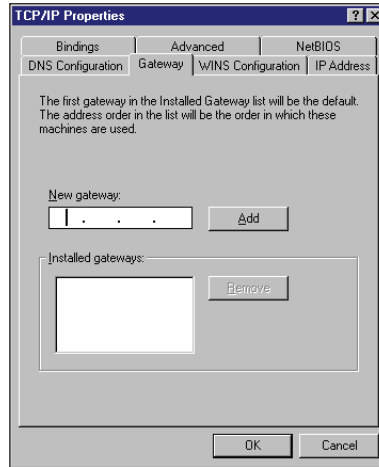 TCP/IP Properties
Bindings Advanced NetBIOS
DNS Configuration Gateway WINS Configuration IP Address
The first gateway in the Installed Gateway list will be the default.
The address order in the list will be the order in which these
machines are used.
New gateway:
. . .
Add
Installed gateways:
Remove
OK Cancel